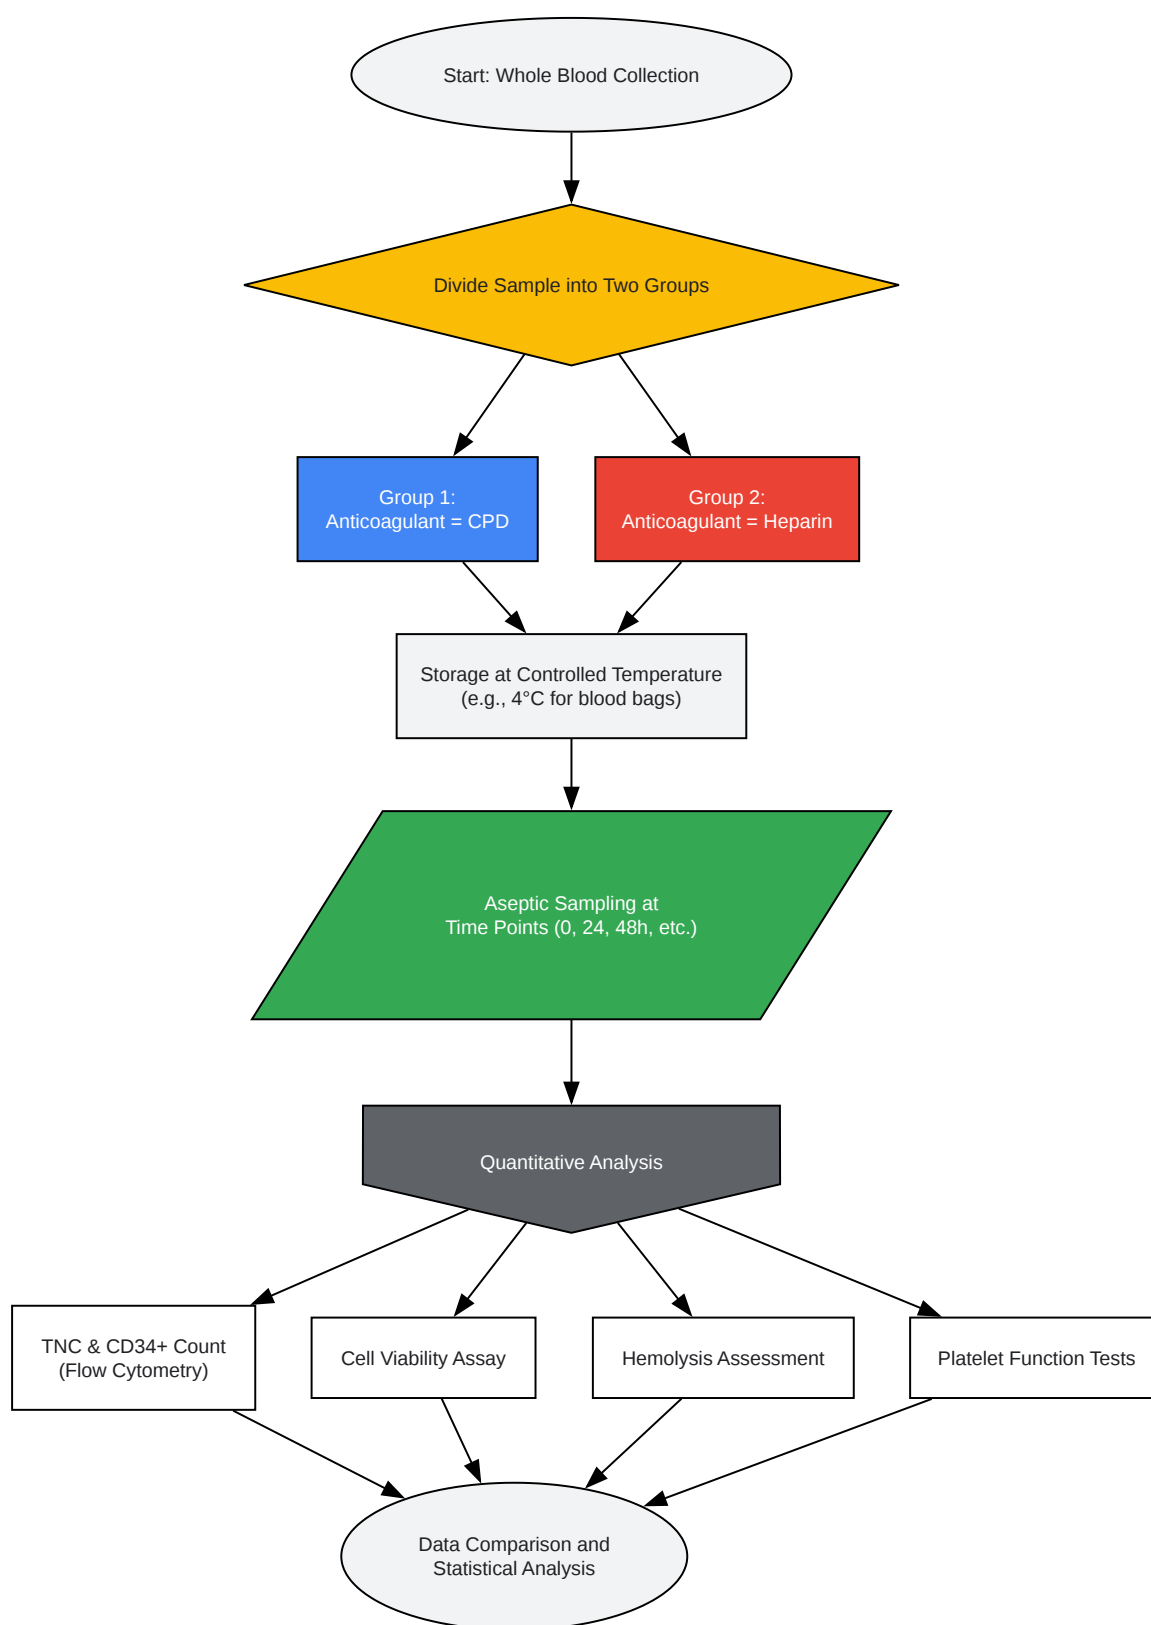 Start: Whole Blood Collection
Divide Sample into Two Groups
Group 1:
Anticoagulant = CPD
Group 2:
Anticoagulant = Heparin
Storage at Controlled Temperature
(e.g., 4°C for blood bags)
Aseptic Sampling at
Time Points (0, 24, 48h, etc.)
Quantitative Analysis
TNC & CD34+ Count
(Flow Cytometry)
Cell Viability Assay
Hemolysis Assessment
Platelet Function Tests
Data Comparison and
Statistical Analysis